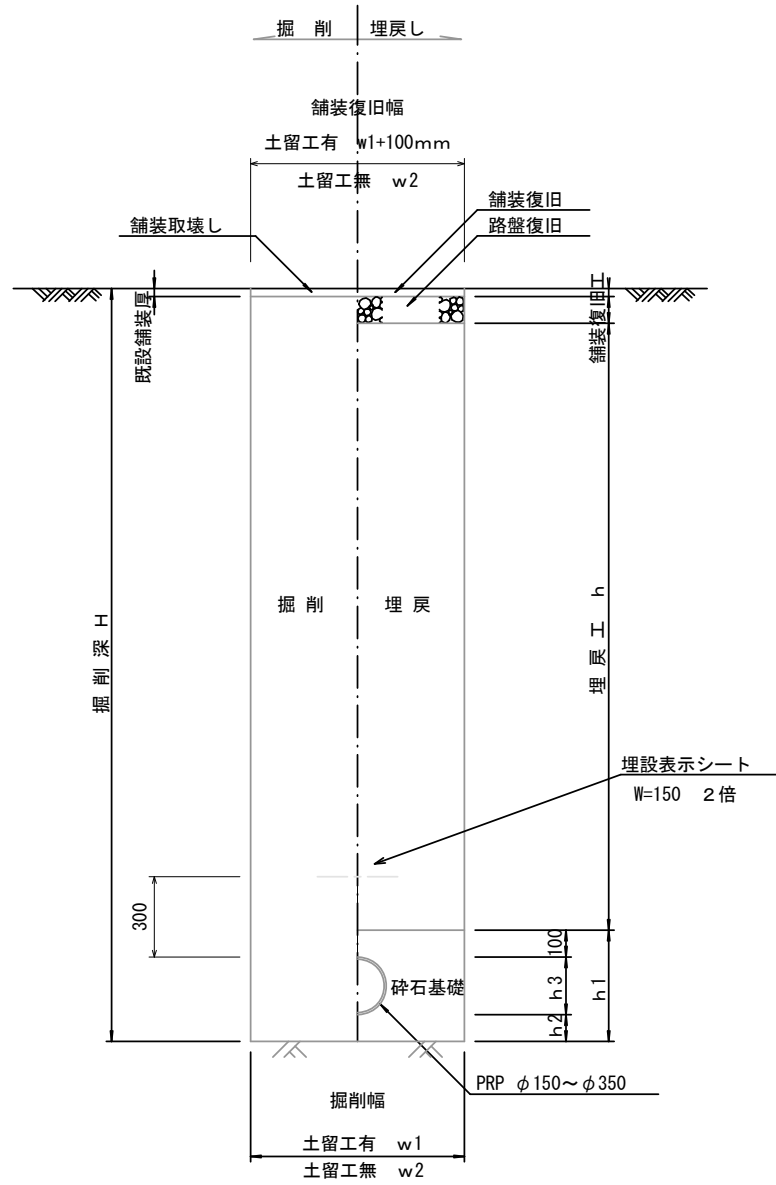 掘 削 埋戻し
舗装復旧幅
土留工有 w1+100mm
土留工無 w2
舗装取壊し
舗装復旧
路盤復旧
既設舗装厚
舗装復旧工
掘削深 H
掘 削
埋 戻
埋戻工 h
埋設表示シート
W=150 2倍
300
100
h3
h2
h1
砕石基礎
PRP φ150～φ350
掘削幅
土留工有 w1
土留工無 w2